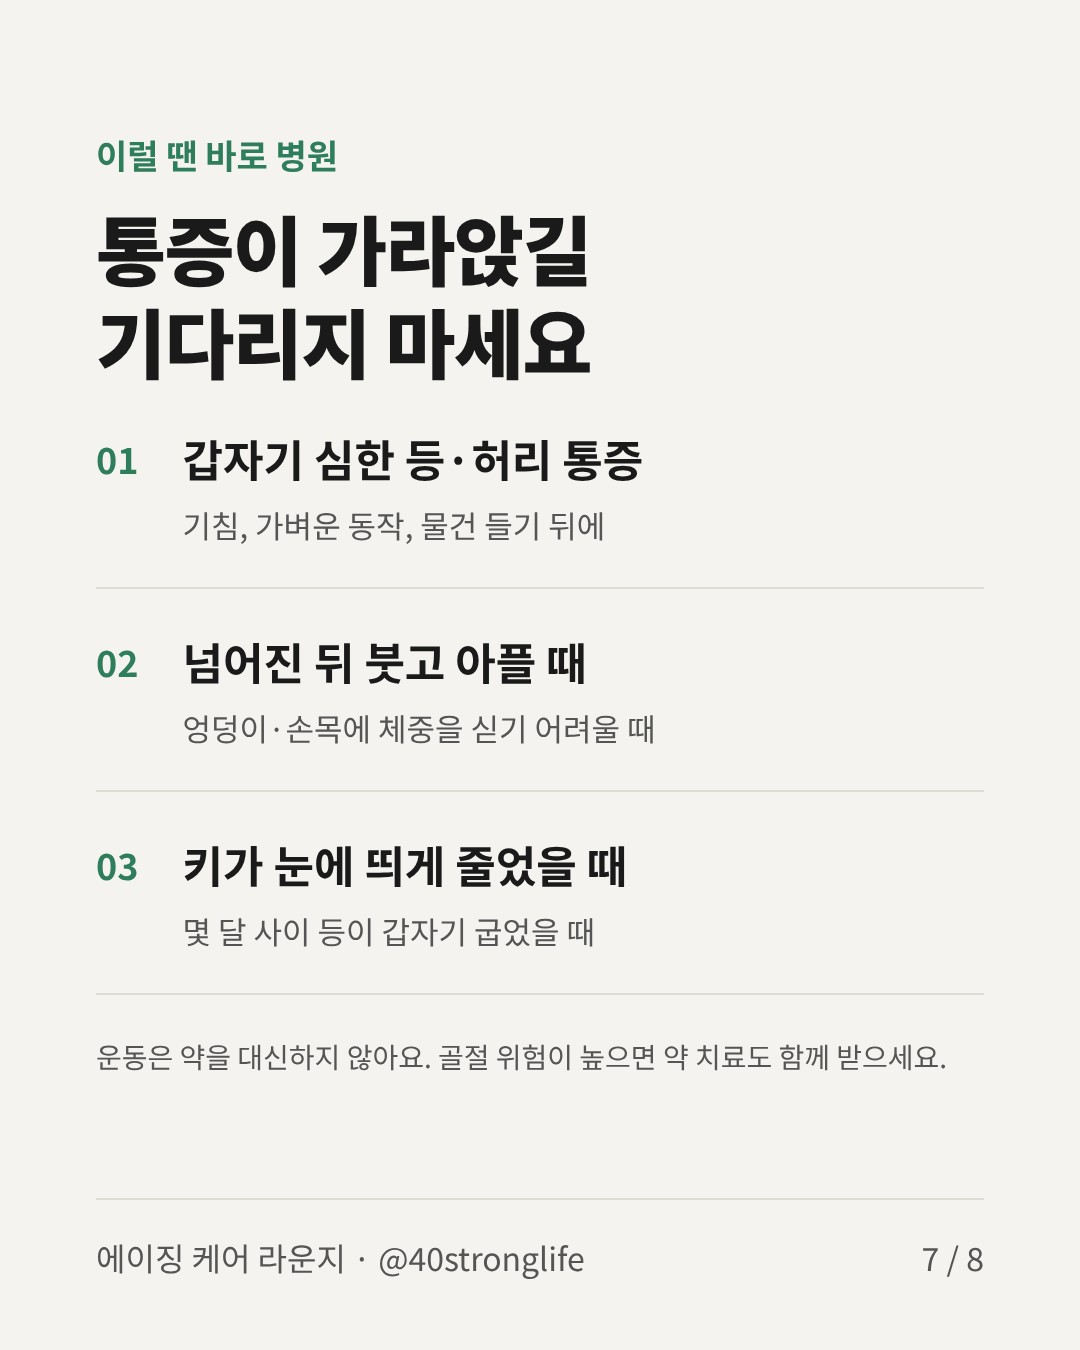 이럴 땐 바로 병원
통증이 가라앉길
기다리지 마세요
01 갑자기 심한 등·허리 통증
기침, 가벼운 동작, 물건 들기 뒤에
02 넘어진 뒤 붓고 아플 때
엉덩이·손목에 체중을 싣기 어려울 때
03 키가 눈에 띄게 줄었을 때
몇 달 사이 등이 갑자기 굽었을 때
운동은 약을 대신하지 않아요. 골절 위험이 높으면 약 치료도 함께 받으세요.
에이징 케어 라운지 · @40stronglife 7 / 8